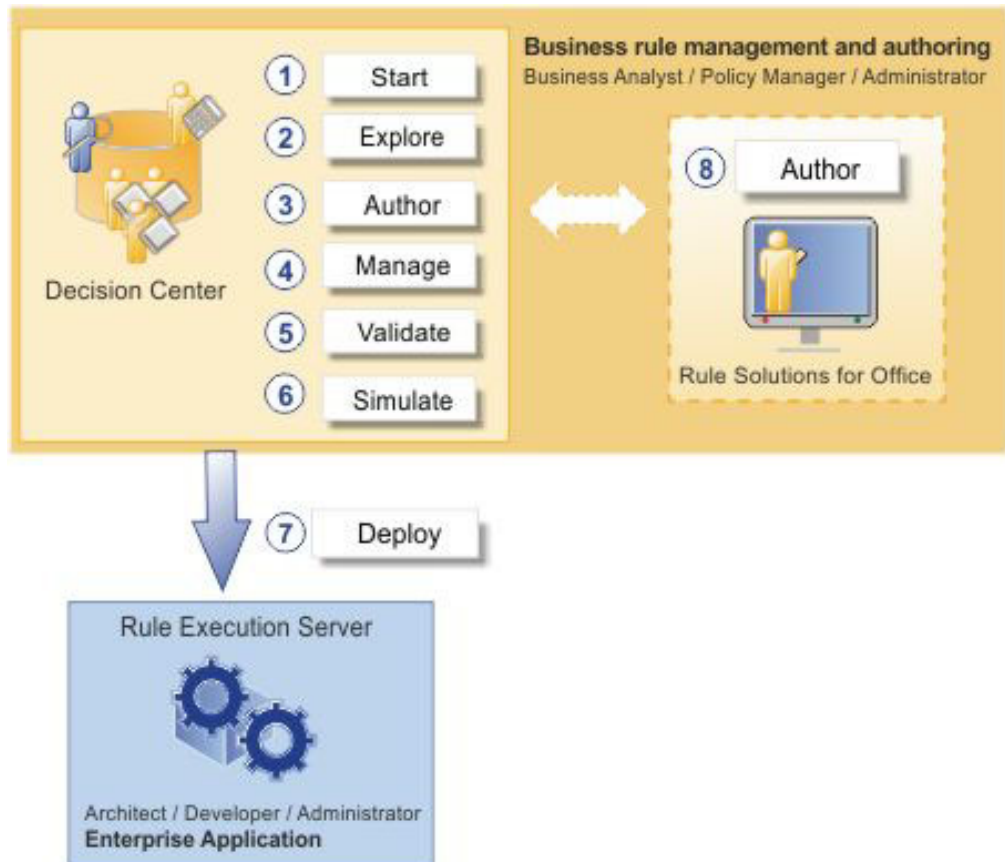 Business rule management and authoring
Business Analyst / Policy Manager / Administrator
1 Start
2 Explore
3 Author
4 Manage
5 Validate
6 Simulate
Decision Center
8 Author
Rule Solutions for Office
7 Deploy
Rule Execution Server
Architect / Developer / Administrator
Enterprise Application